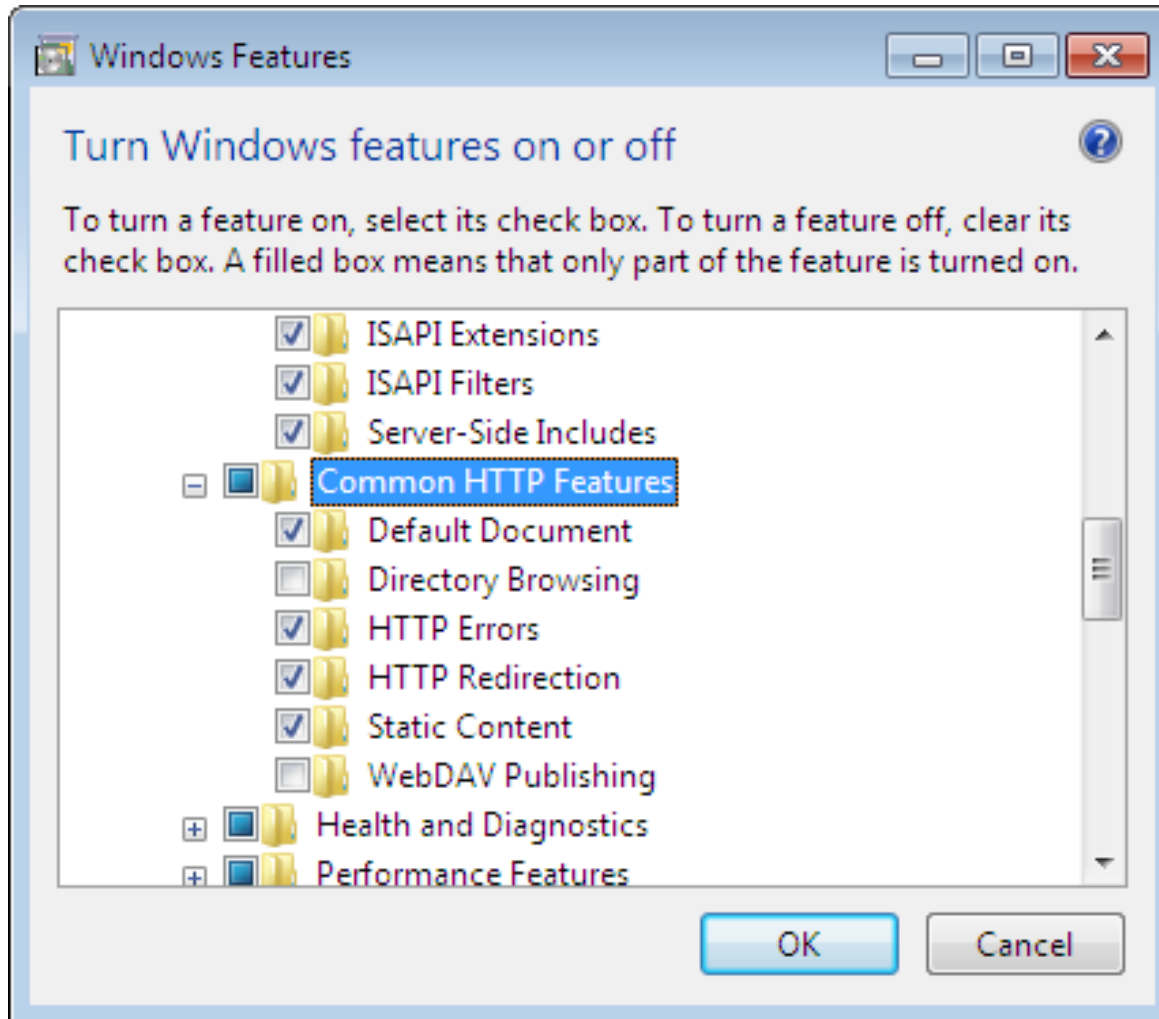 Windows Features
Turn Windows features on or off
To turn a feature on, select its check box. To turn a feature off, clear its
check box. A filled box means that only part of the feature is turned on.
ISAPI Extensions
ISAPI Filters
Server-Side Includes
Common HTTP Features
Default Document
Directory Browsing
HTTP Errors
HTTP Redirection
Static Content
WebDAV Publishing
Health and Diagnostics
Performance Features
OK
Cancel